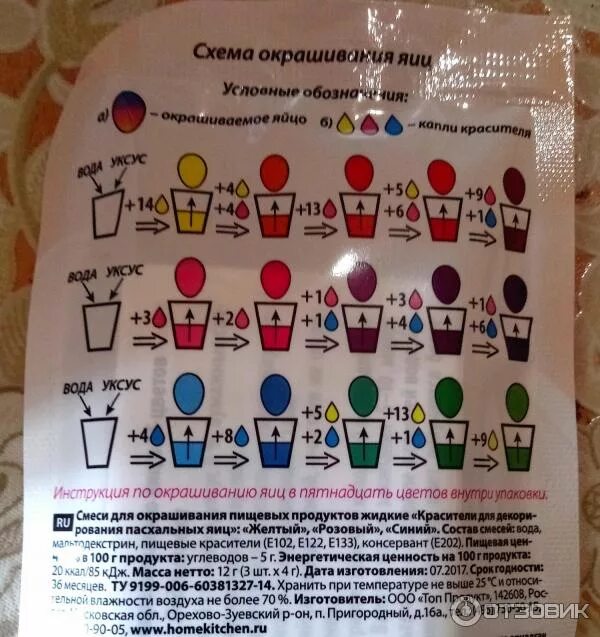 Схема окрашивания яиц
Условные обозначения:
а) – окрашиваемое яйцо б) – капли красителя
ВОДА УКСУС
+14 +4 +4 +13 +5 +6 +9 +1
ВОДА УКСУС
+3 +2 +1 +1 +3 +4 +1 +6
ВОДА УКСУС
+4 +8 +5 +2 +13 +1 +9
Инструкция по окрашиванию яиц в пятнадцать цветов внутри упаковки.
RU Смеси для окрашивания пищевых продуктов жидкие «Красители для декори-
рования пасхальных яиц»: «Желтый», «Розовый», «Синий». Состав смесей: вода,
мальтодекстрин, пищевые красители (Е102, Е122, Е133), консервант (Е202). Пищевая цен-
в 100 г продукта: углеводов – 5 г. Энергетическая ценность на 100 г продукта:
20 ккал/85 кДж. Масса нетто: 12 г (3 шт. х 4 г). Дата изготовления: 07.2017. Срок годности:
36 месяцев. ТУ 9199-006-60381327-14. Хранить при температуре не выше 25 °С и относи-
тельной влажности воздуха не более 70 %. Изготовитель: ООО «Топ Продукт», 142608, Рос-
Московская обл., Орехово-Зуевский р-он, п. Пригородный, д.16а.,
-90-05, www.homekitchen.ru
ОТЗОВИК